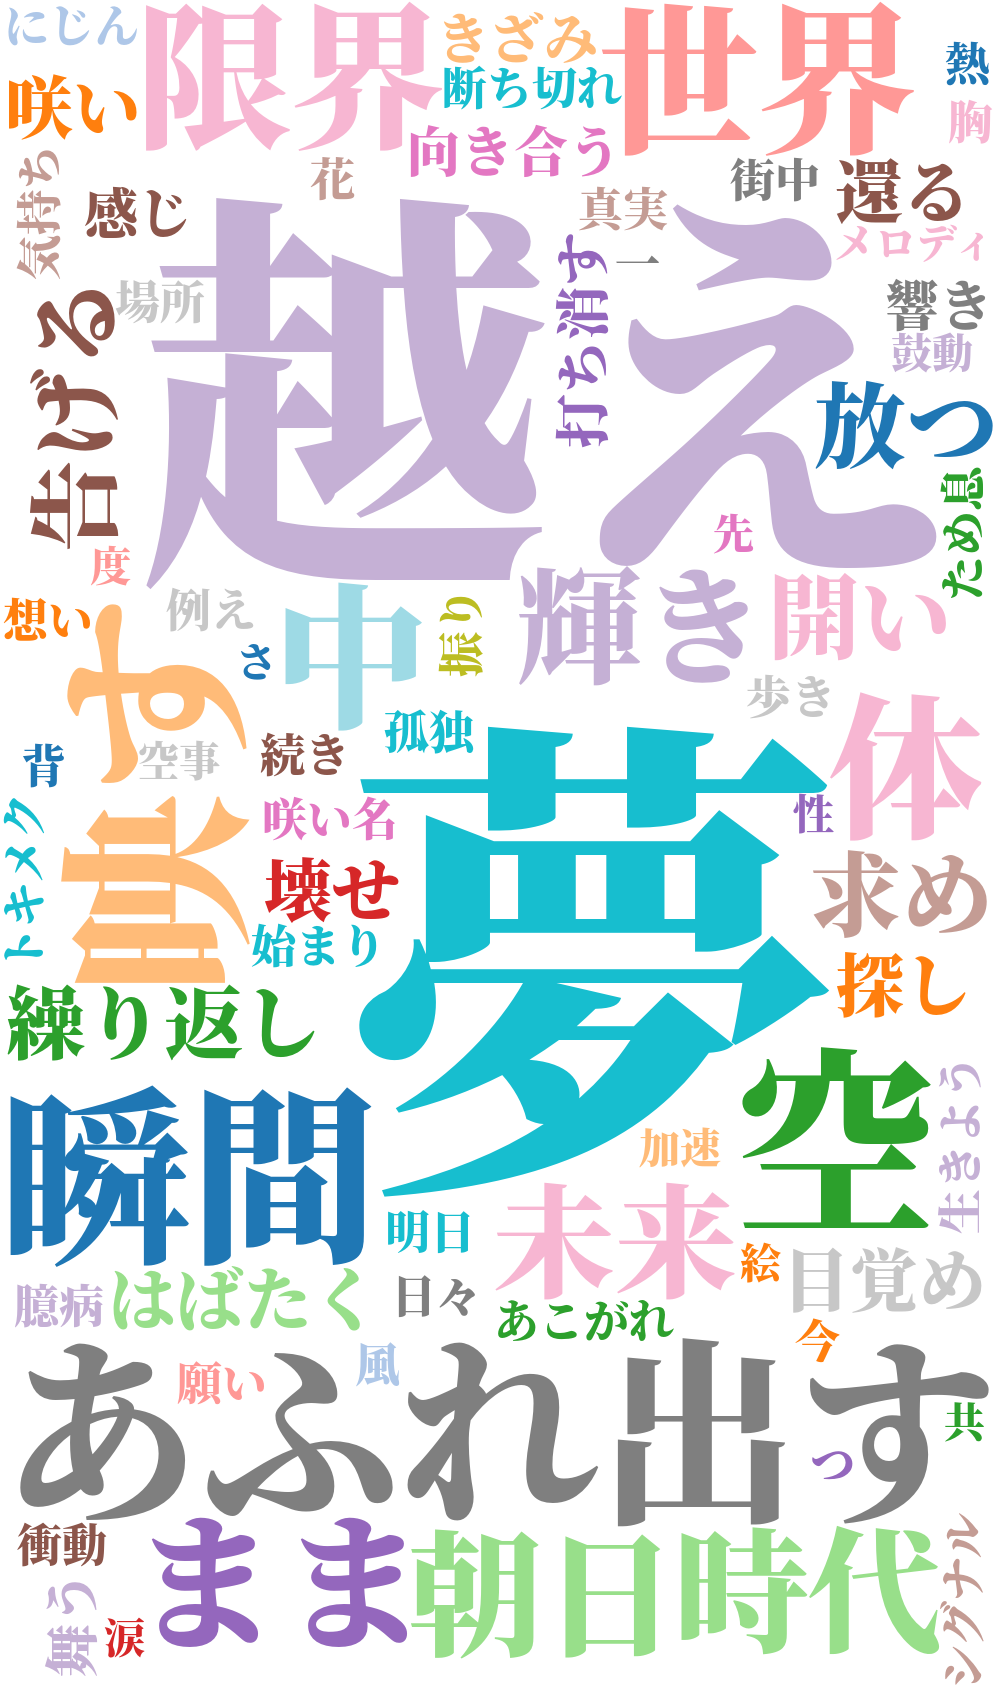 にじん
限界
きざみ
世界
熱
咲い
断ち切れ
胸
向き合う
気持ち
花
街中
還る
感じ
真実
メロディ
一
場所
響き
打ち消す
鼓動
告げる
越え
放つ
ため息
先
度
例え
想い
中
振り
輝き
開い
さ
歩き
孤独
体
背
空事
続き
映す
咲い名
性
トキメク
夢
壊せ
求め
始まり
探し
繰り返し
空
生きよう
瞬間
加速
明日
未来
絵
目覚め
臆病
はばたく
日々
あこがれ
今
願い
風
あふれ出す
共
つ
衝動
まま
朝日
時代
シグナル
舞う
涙